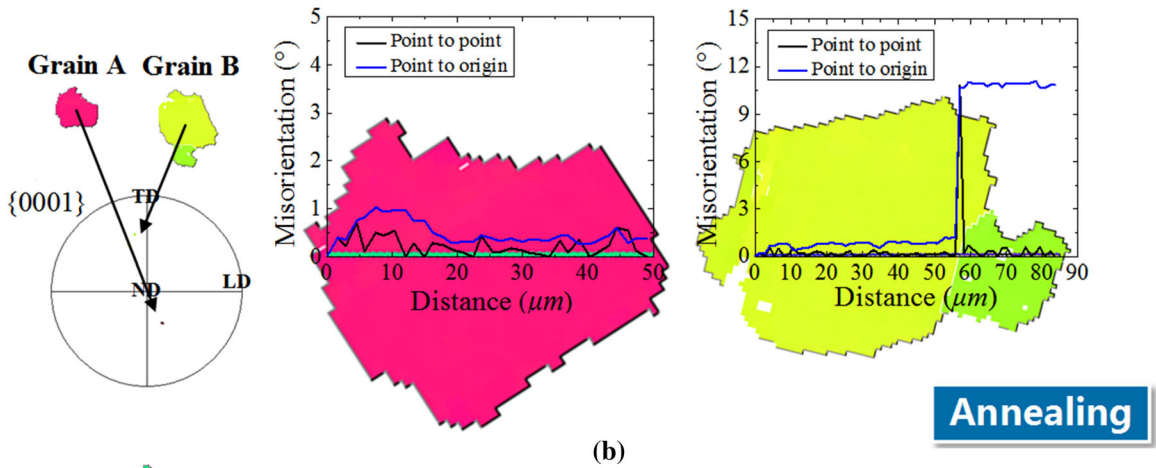 Grain A Grain B
{0001}
TD
ND
LD
Misorientation (°)
5
4
3
2
1
0
Point to point
Point to origin
0 10 20 30 40 50
Distance (μm)
Misorientation (°)
15
12
9
6
3
0
Point to point
Point to origin
0 10 20 30 40 50 60 70 80 90
Distance (μm)
Annealing
(b)